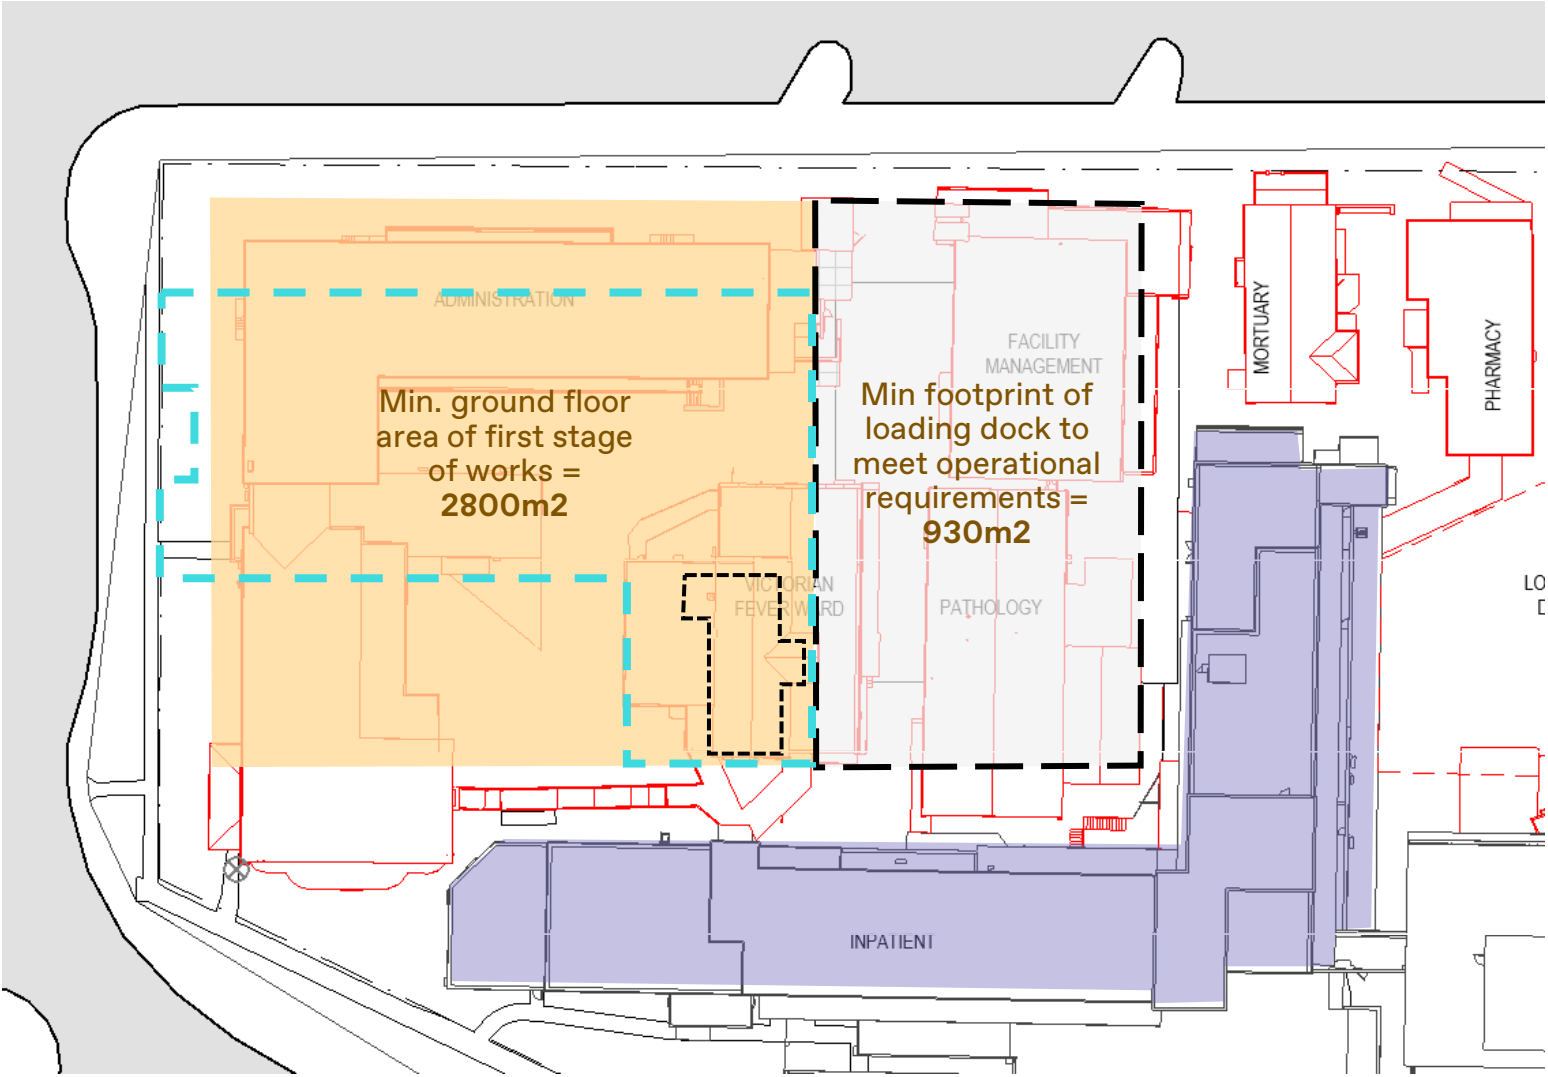 ADMINISTRATION
FACILITY
MANAGEMENT
MORTUARY
PHARMACY
Min. ground floor
area of first stage
of works =
2800m2
Min footprint of
loading dock to
meet operational
requirements =
930m2
VICTORIAN
FEVER WARD
PATHOLOGY
LO
D
INPATIENT